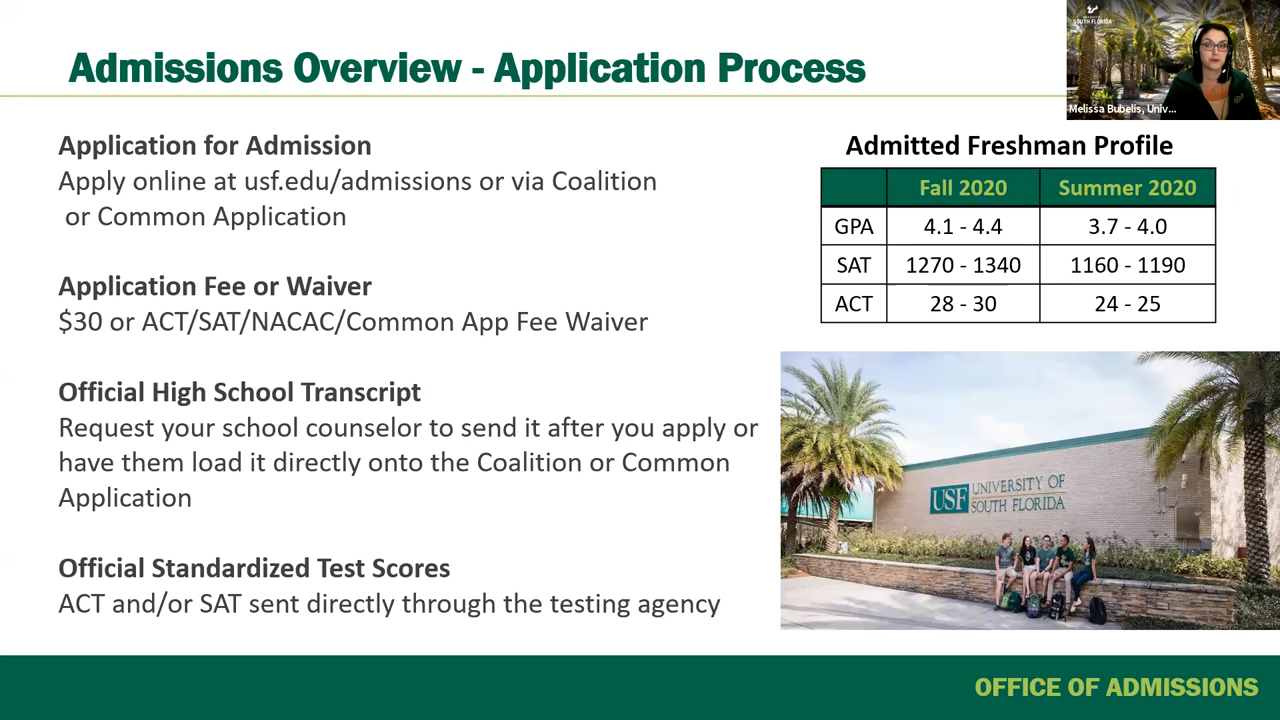 Admissions Overview - Application Process
SOUTH FLORIDA
Melissa Bubelis, Univ...
Application for Admission
Apply online at usf.edu/admissions or via Coalition
or Common Application
Application Fee or Waiver
$30 or ACT/SAT/NACAC/Common App Fee Waiver
Official High School Transcript
Request your school counselor to send it after you apply or
have them load it directly onto the Coalition or Common
Application
Official Standardized Test Scores
ACT and/or SAT sent directly through the testing agency
Admitted Freshman Profile
Fall 2020 Summer 2020
GPA 4.1 - 4.4 3.7 - 4.0
SAT 1270 - 1340 1160 - 1190
ACT 28 - 30 24 - 25
USF UNIVERSITY OF
SOUTH FLORIDA
OFFICE OF ADMISSIONS